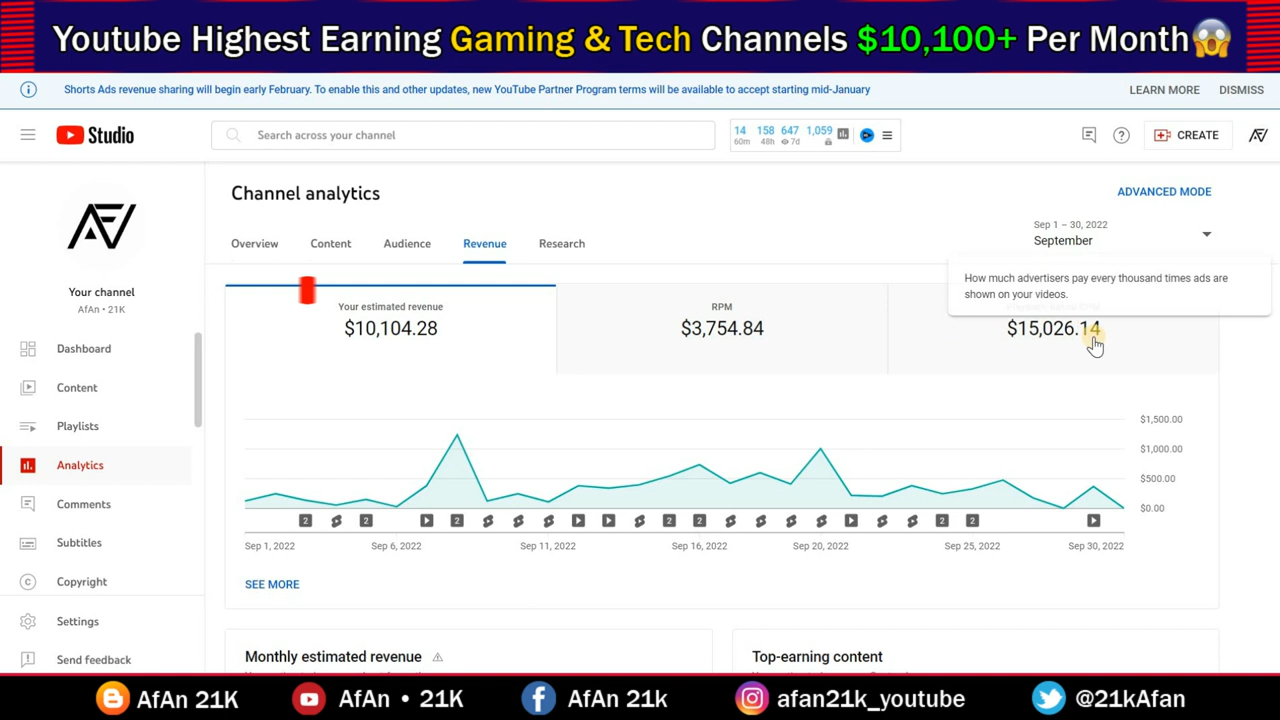 Youtube Highest Earning Gaming & Tech Channels $10,100+ Per Month
Shorts Ads revenue sharing will begin early February. To enable this and other updates, new YouTube Partner Program terms will be available to accept starting mid-January
LEARN MORE
DISMISS
Studio
Search across your channel
14 158 647 1,059
60m 48h 7d
CREATE
Channel analytics
ADVANCED MODE
Overview
Content
Audience
Revenue
Research
Sep 1 – 30, 2022
September
How much advertisers pay every thousand times ads are
shown on your videos.
Your channel
AfAn • 21K
Dashboard
Content
Playlists
Analytics
Comments
Subtitles
Copyright
Settings
Send feedback
Your estimated revenue
$10,104.28
RPM
$3,754.84
$15,026.14
$1,500.00
$1,000.00
$500.00
$0.00
2 2 2 2 2 2 2
Sep 1, 2022
Sep 6, 2022
Sep 11, 2022
Sep 16, 2022
Sep 20, 2022
Sep 25, 2022
Sep 30, 2022
SEE MORE
Monthly estimated revenue
Top-earning content
AfAn 21K
AfAn • 21K
AfAn 21k
afan21k_youtube
@21kAfan